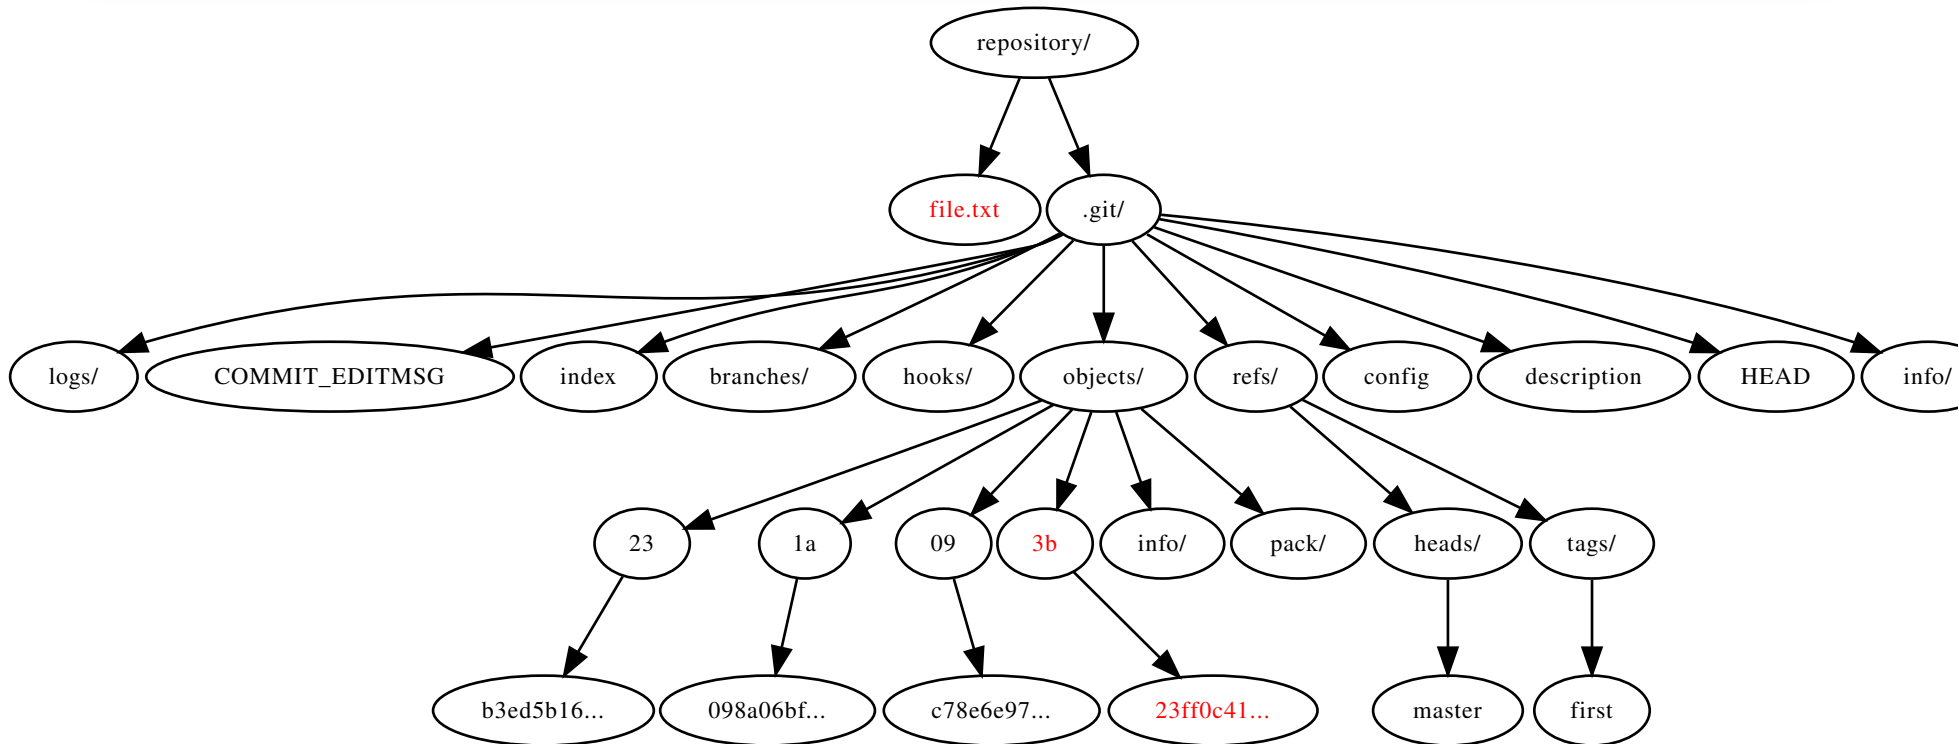 repository/
file.txt
.git/
logs/
COMMIT_EDITMSG
index
branches/
hooks/
objects/
refs/
config
description
HEAD
info/
23
1a
09
3b
info/
pack/
heads/
tags/
b3ed5b16...
098a06bf...
c78e6e97...
23ff0c41...
master
first